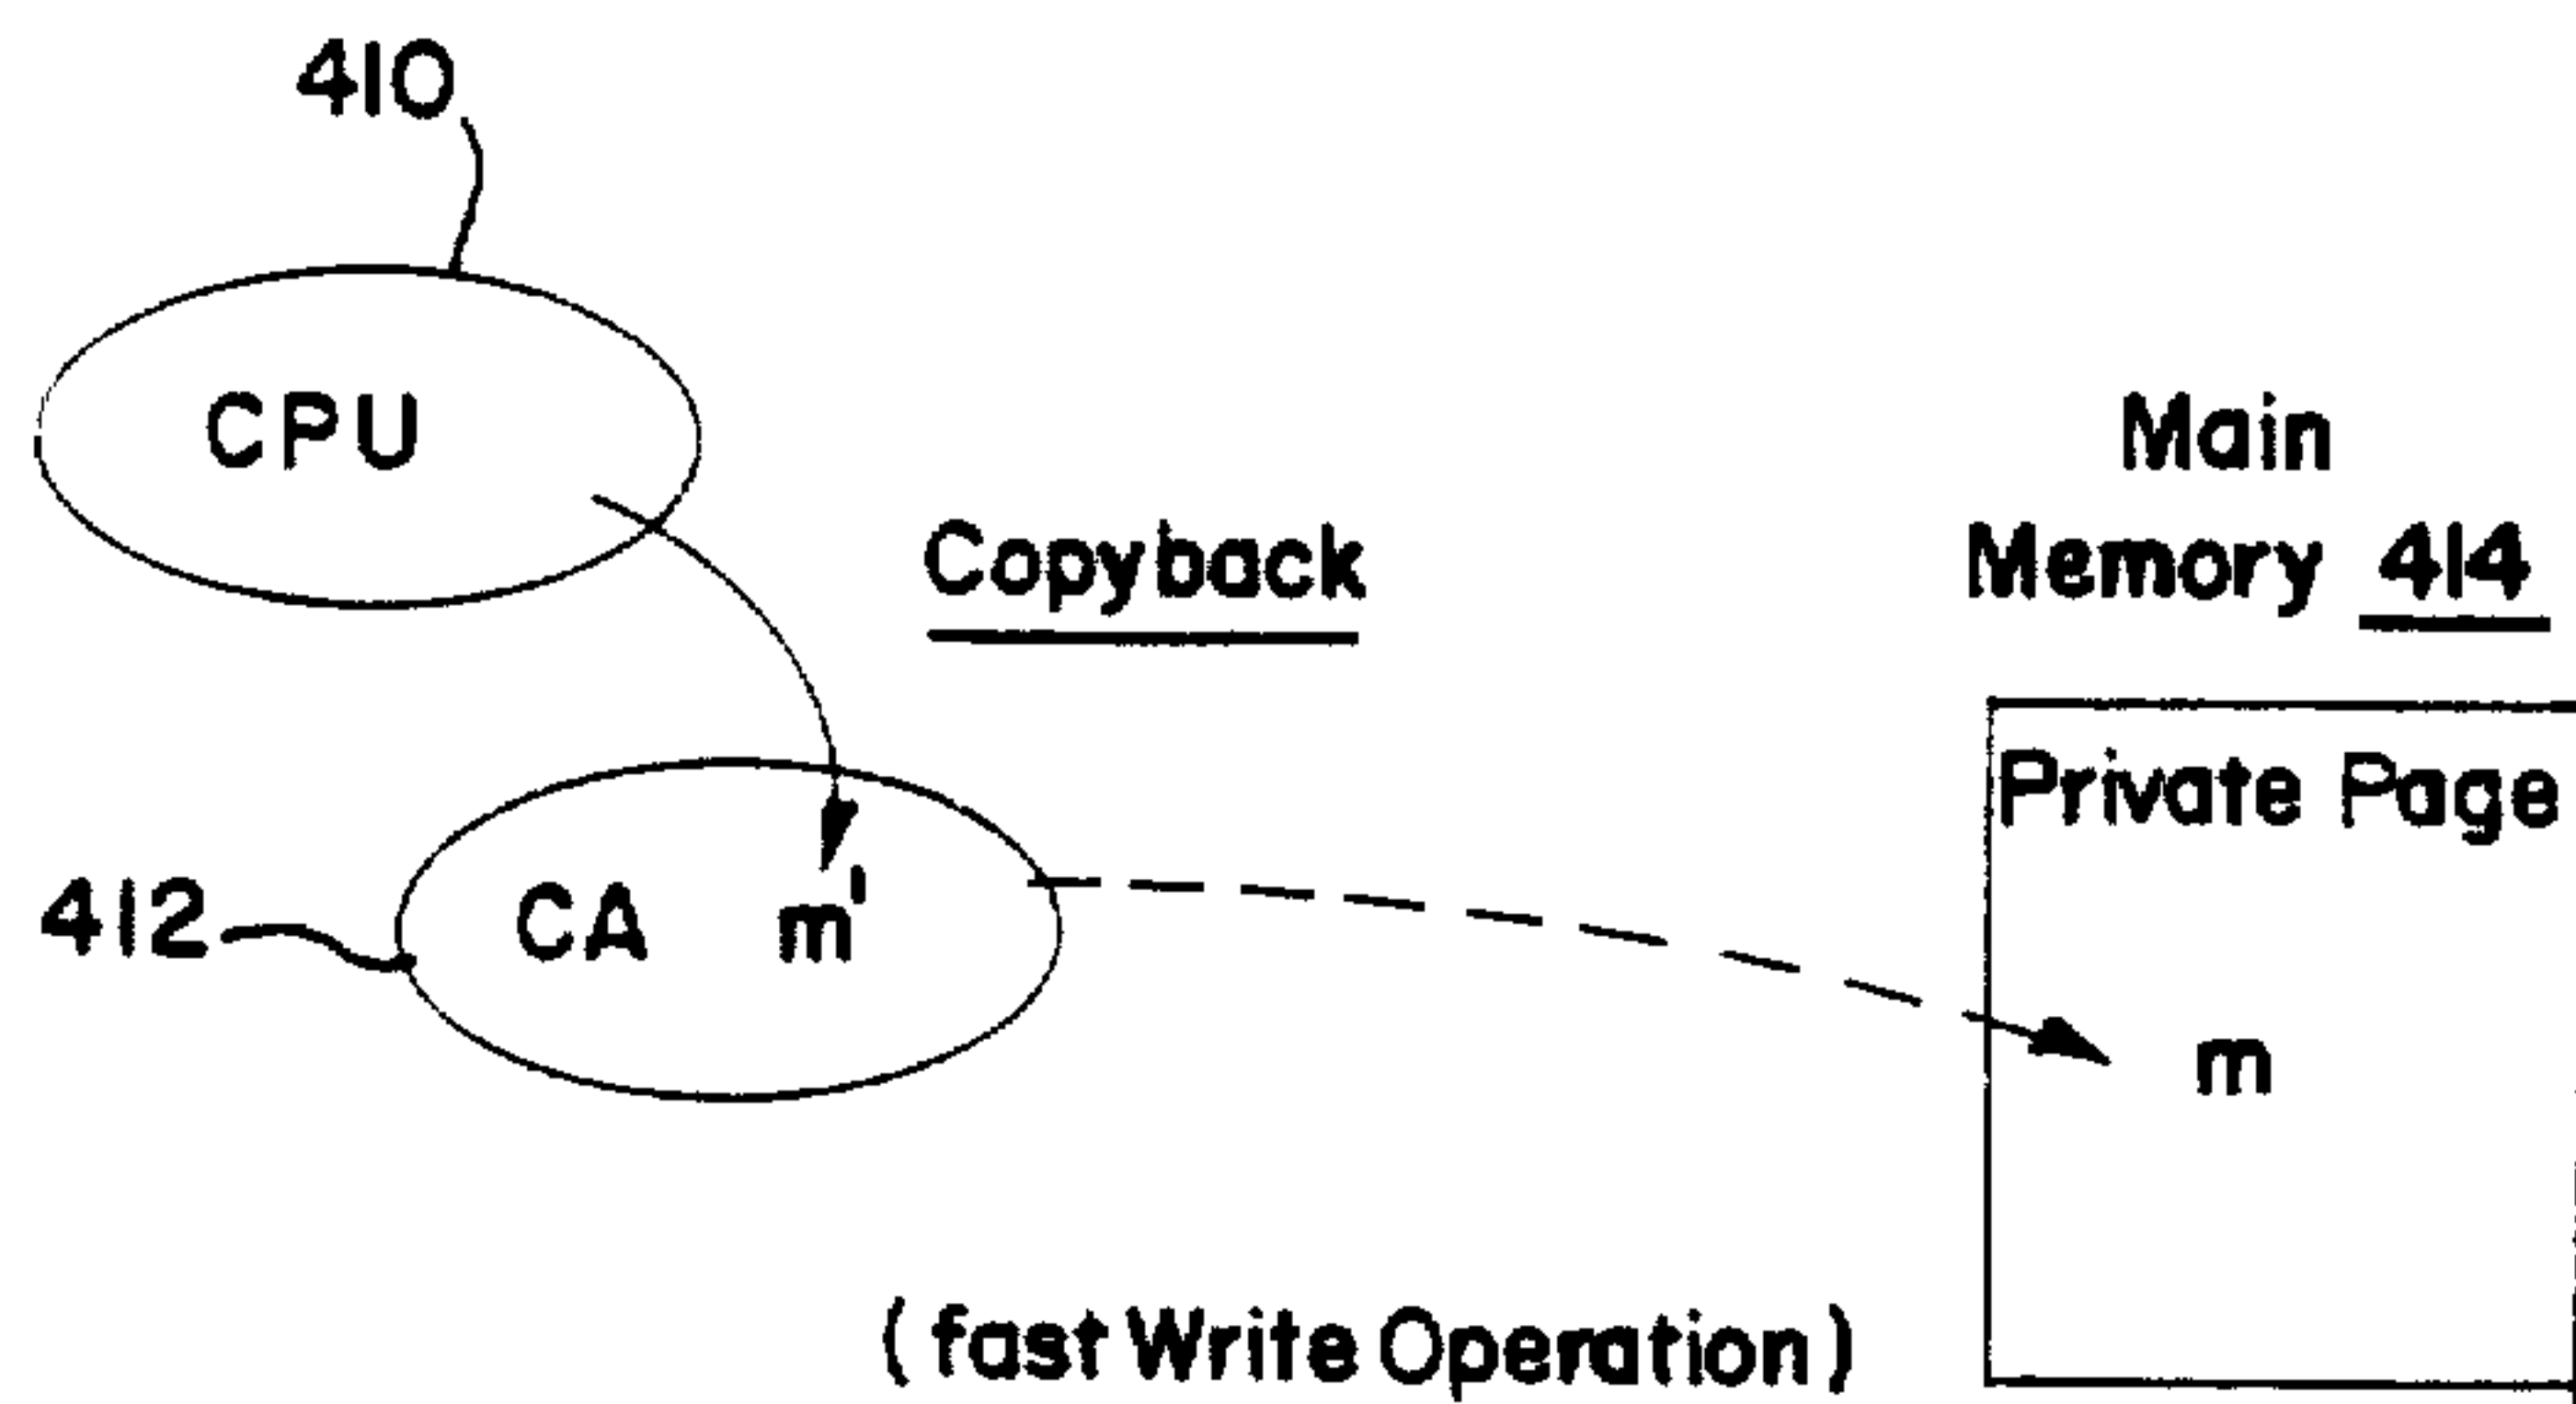 410
CPU
Copyback
Main
Memory 414
Private Page
412
CA m'
m
(fast Write Operation)